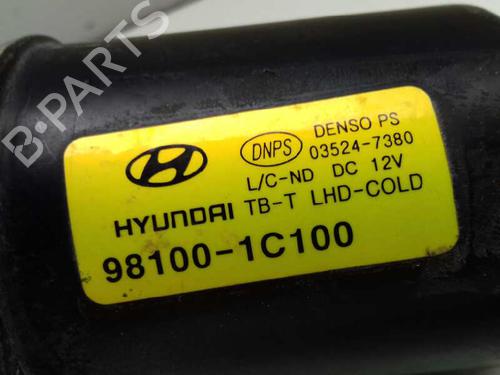 B-PARTS
DNPS DENSO PS
03524-7380
L/C-ND DC 12V
HYUNDAI TB-T LHD-COLD
98100-1C100